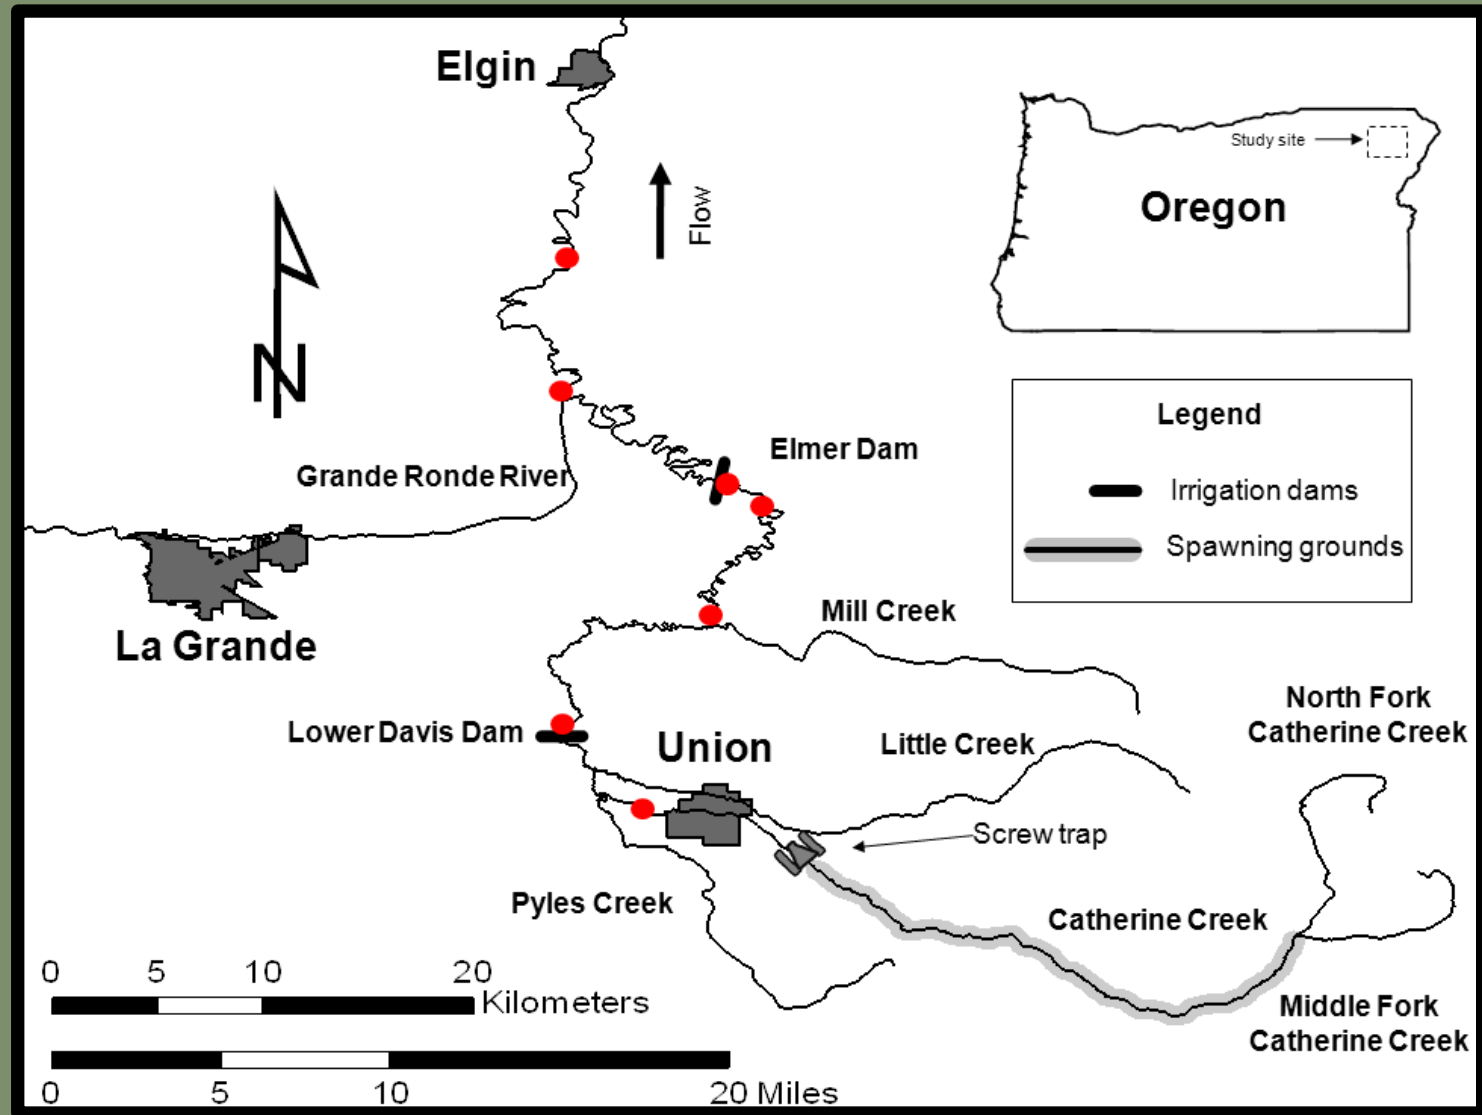 Elgin
Study site
Oregon
Flow
N
Legend
Irrigation dams
Spawning grounds
Elmer Dam
Grande Ronde River
La Grande
Mill Creek
North Fork
Catherine Creek
Lower Davis Dam
Union
Little Creek
Screw trap
Pyles Creek
Catherine Creek
Middle Fork
Catherine Creek
0 5 10 20
Kilometers
0 5 10 20 Miles